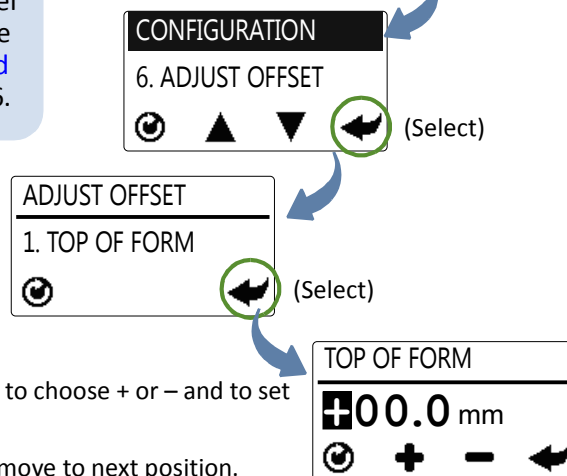 CONFIGURATION
6. ADJUST OFFSET
(Select)
ADJUST OFFSET
1. TOP OF FORM
(Select)
TOP OF FORM
+00.0 mm
to choose + or – and to set
move to next position.